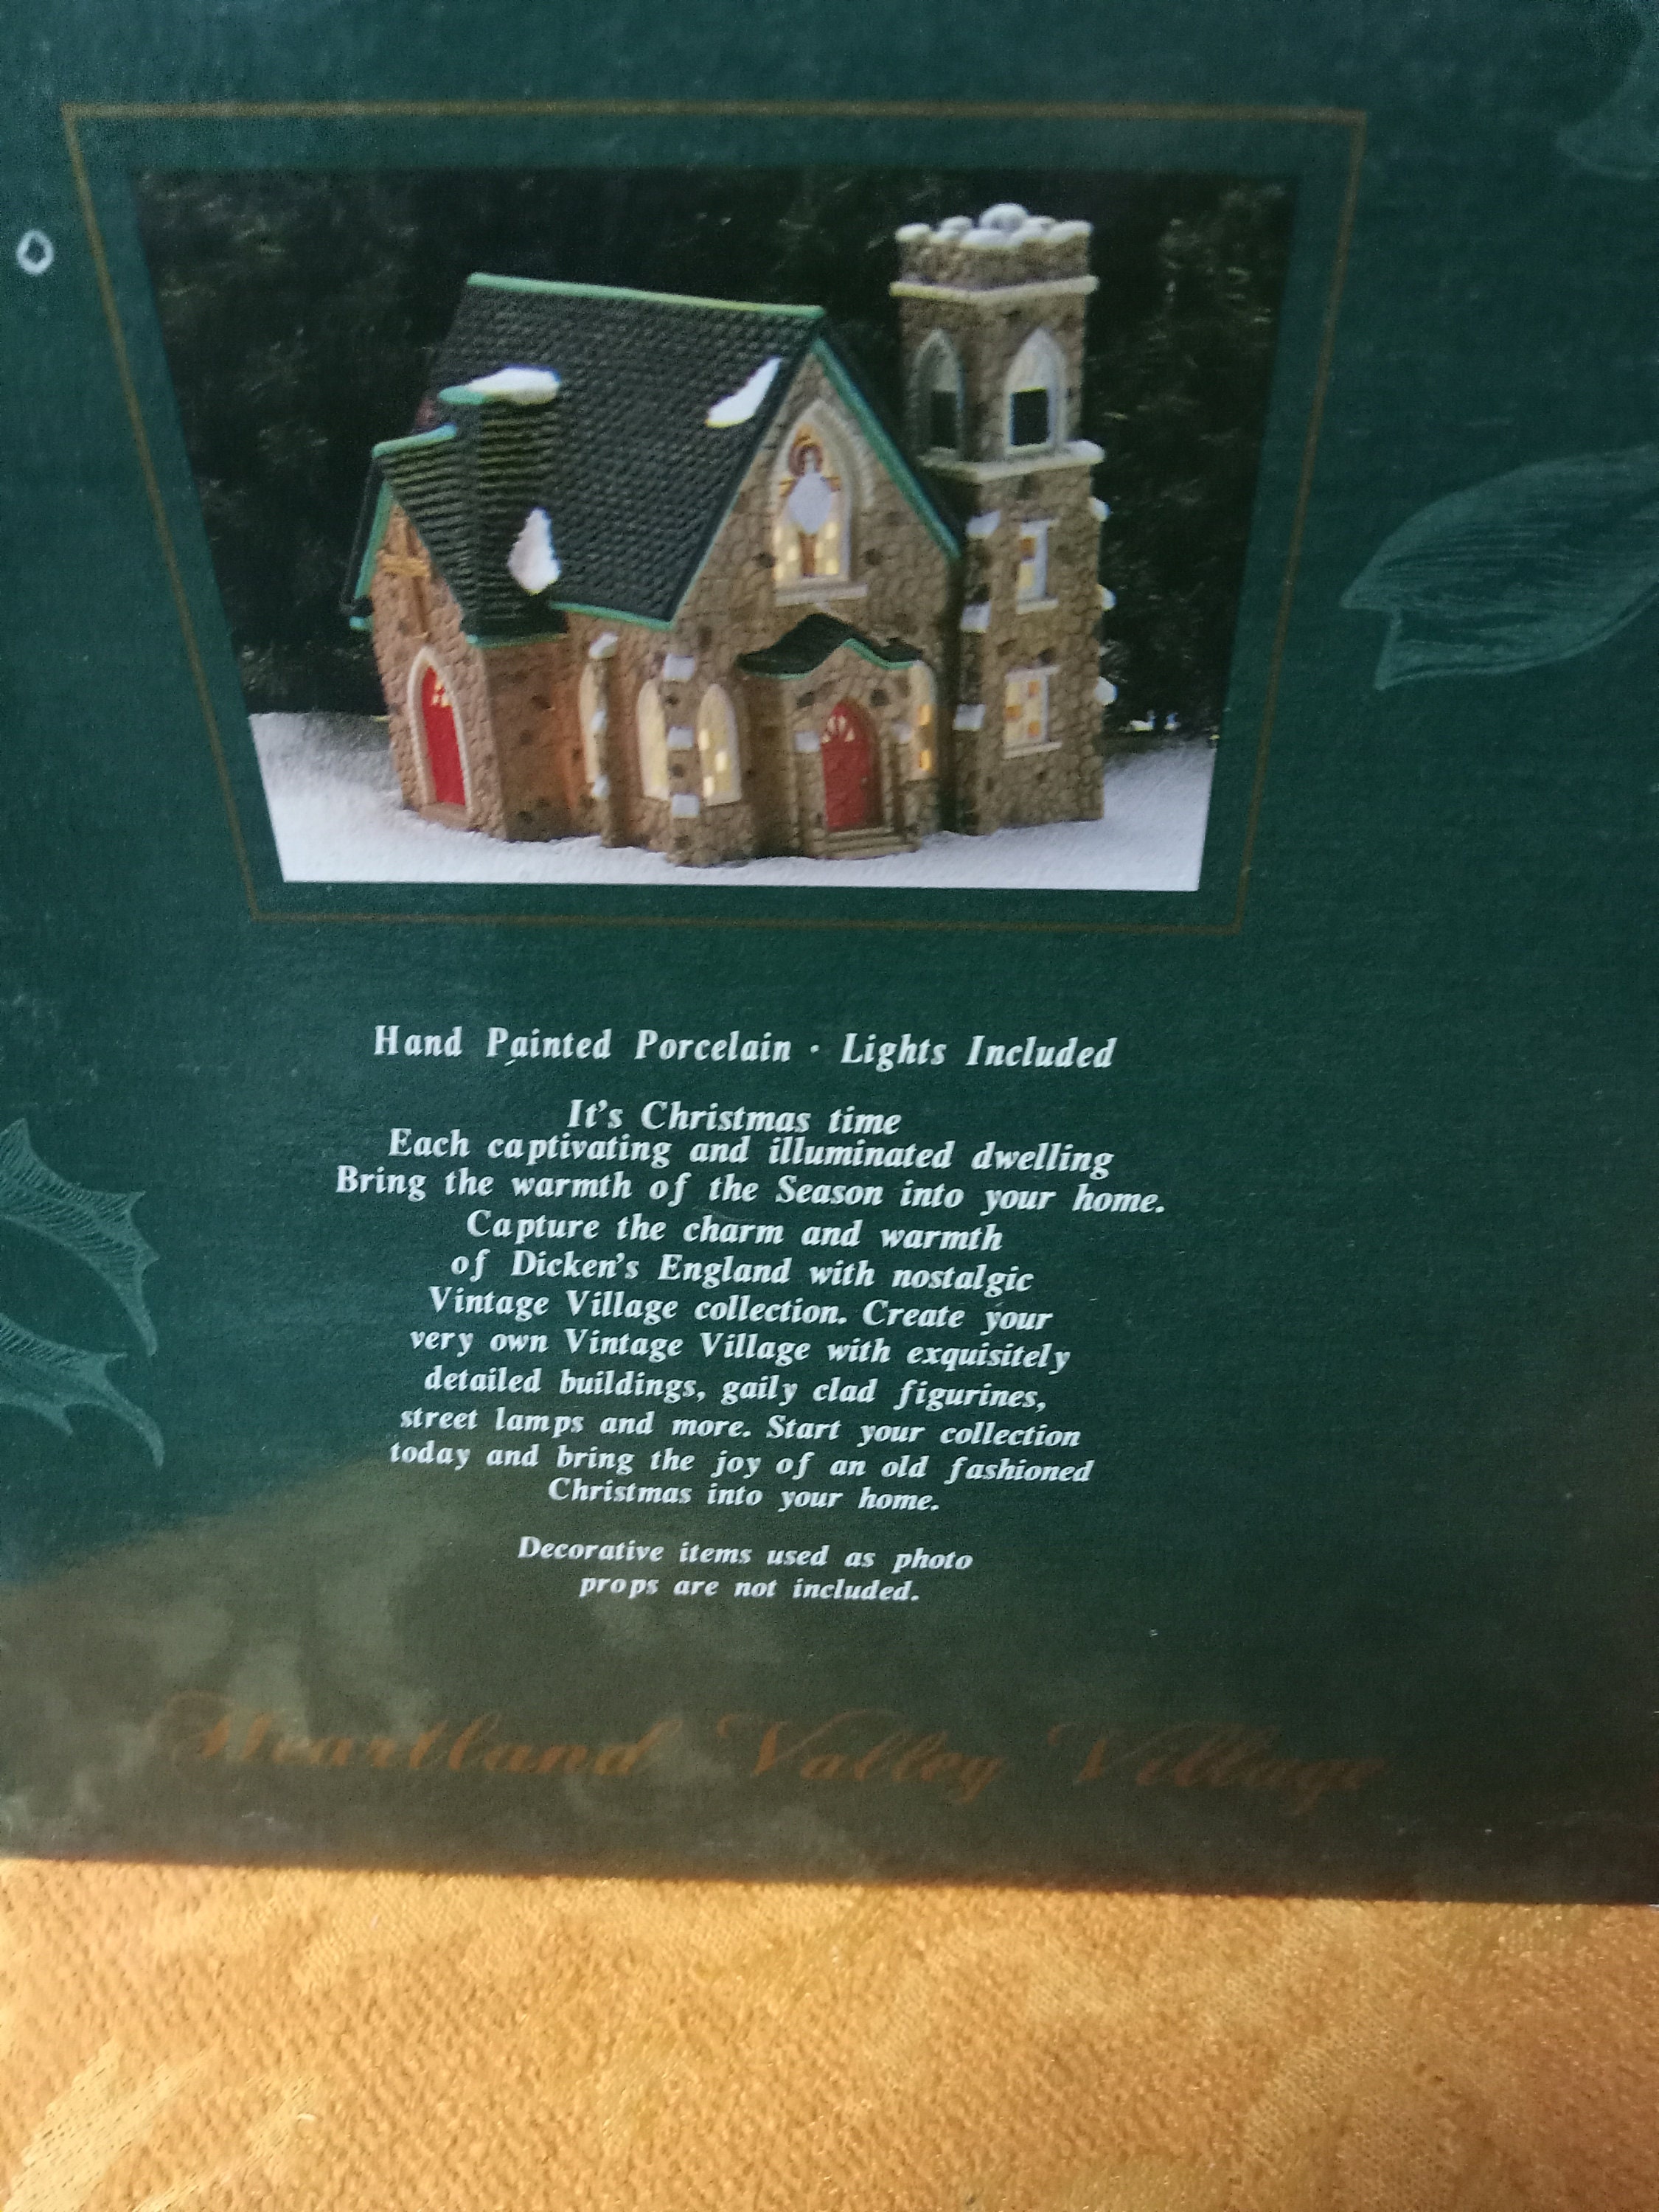 Hand Painted Porcelain · Lights Included
It's Christmas time
Each captivating and illuminated dwelling
Bring the warmth of the Season into your home.
Capture the charm and warmth
of Dicken's England with nostalgic
Vintage Village collection. Create your
very own Vintage Village with exquisitely
detailed buildings, gaily clad figurines,
street lamps and more. Start your collection
today and bring the joy of an old fashioned
Christmas into your home.
Decorative items used as photo
props are not included.
Heartland Valley Village